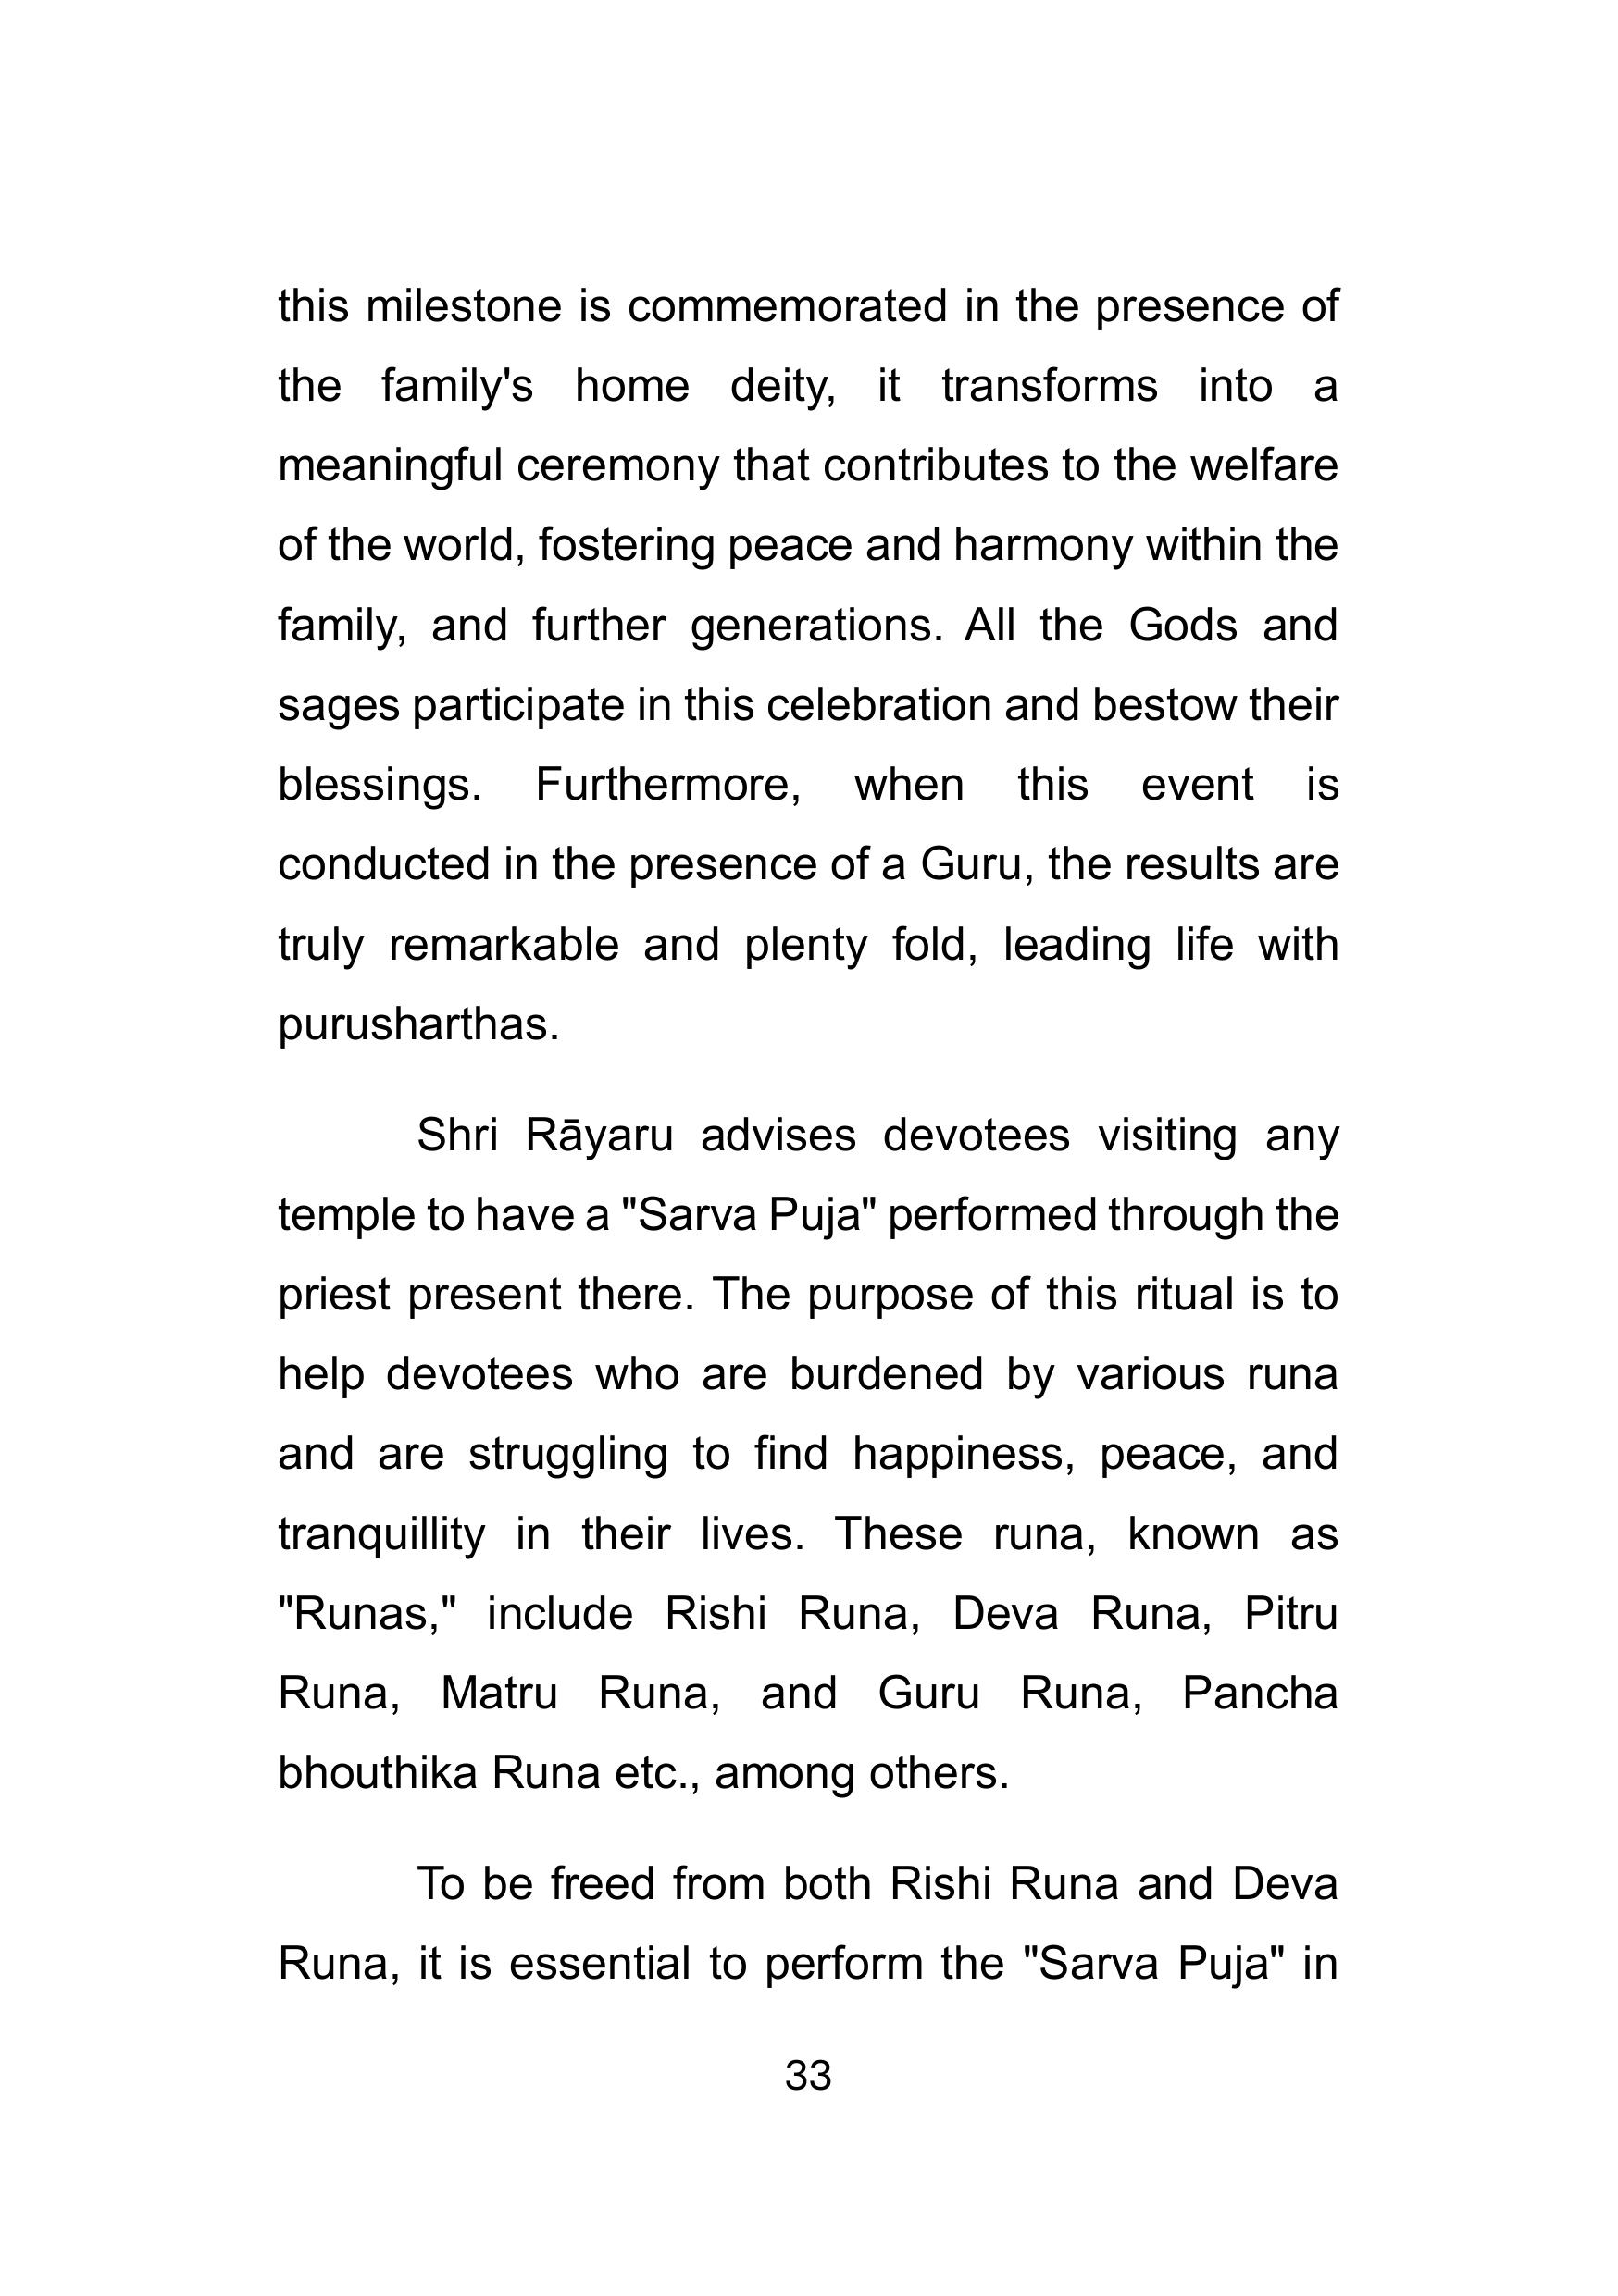 this milestone is commemorated in the presence of
the family's home deity, it transforms into a
meaningful ceremony that contributes to the welfare
of the world, fostering peace and harmony within the
family, and further generations. All the Gods and
sages participate in this celebration and bestow their
blessings. Furthermore, when this event is
conducted in the presence of a Guru, the results are
truly remarkable and plenty fold, leading life with
purusharthas.
Shri Rāyaru advises devotees visiting any
temple to have a "Sarva Puja" performed through the
priest present there. The purpose of this ritual is to
help devotees who are burdened by various runa
and are struggling to find happiness, peace, and
tranquillity in their lives. These runa, known as
"Runas," include Rishi Runa, Deva Runa, Pitru
Runa, Matru Runa, and Guru Runa, Pancha
bhouthika Runa etc., among others.
To be freed from both Rishi Runa and Deva
Runa, it is essential to perform the "Sarva Puja" in
33